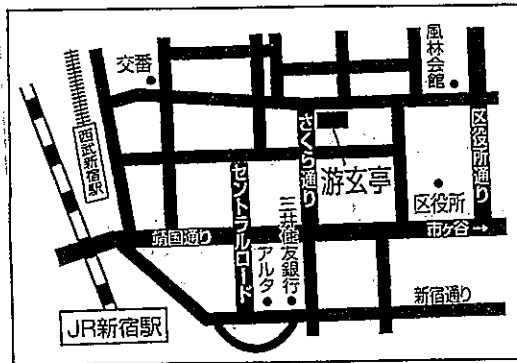 交番
風林会館
西武新宿駅
さくら通り
区役所通り
游玄亭
セントラルロード
三井住友銀行
区役所
靖国通り
アルタ
市ヶ谷→
新宿通り
JR新宿駅